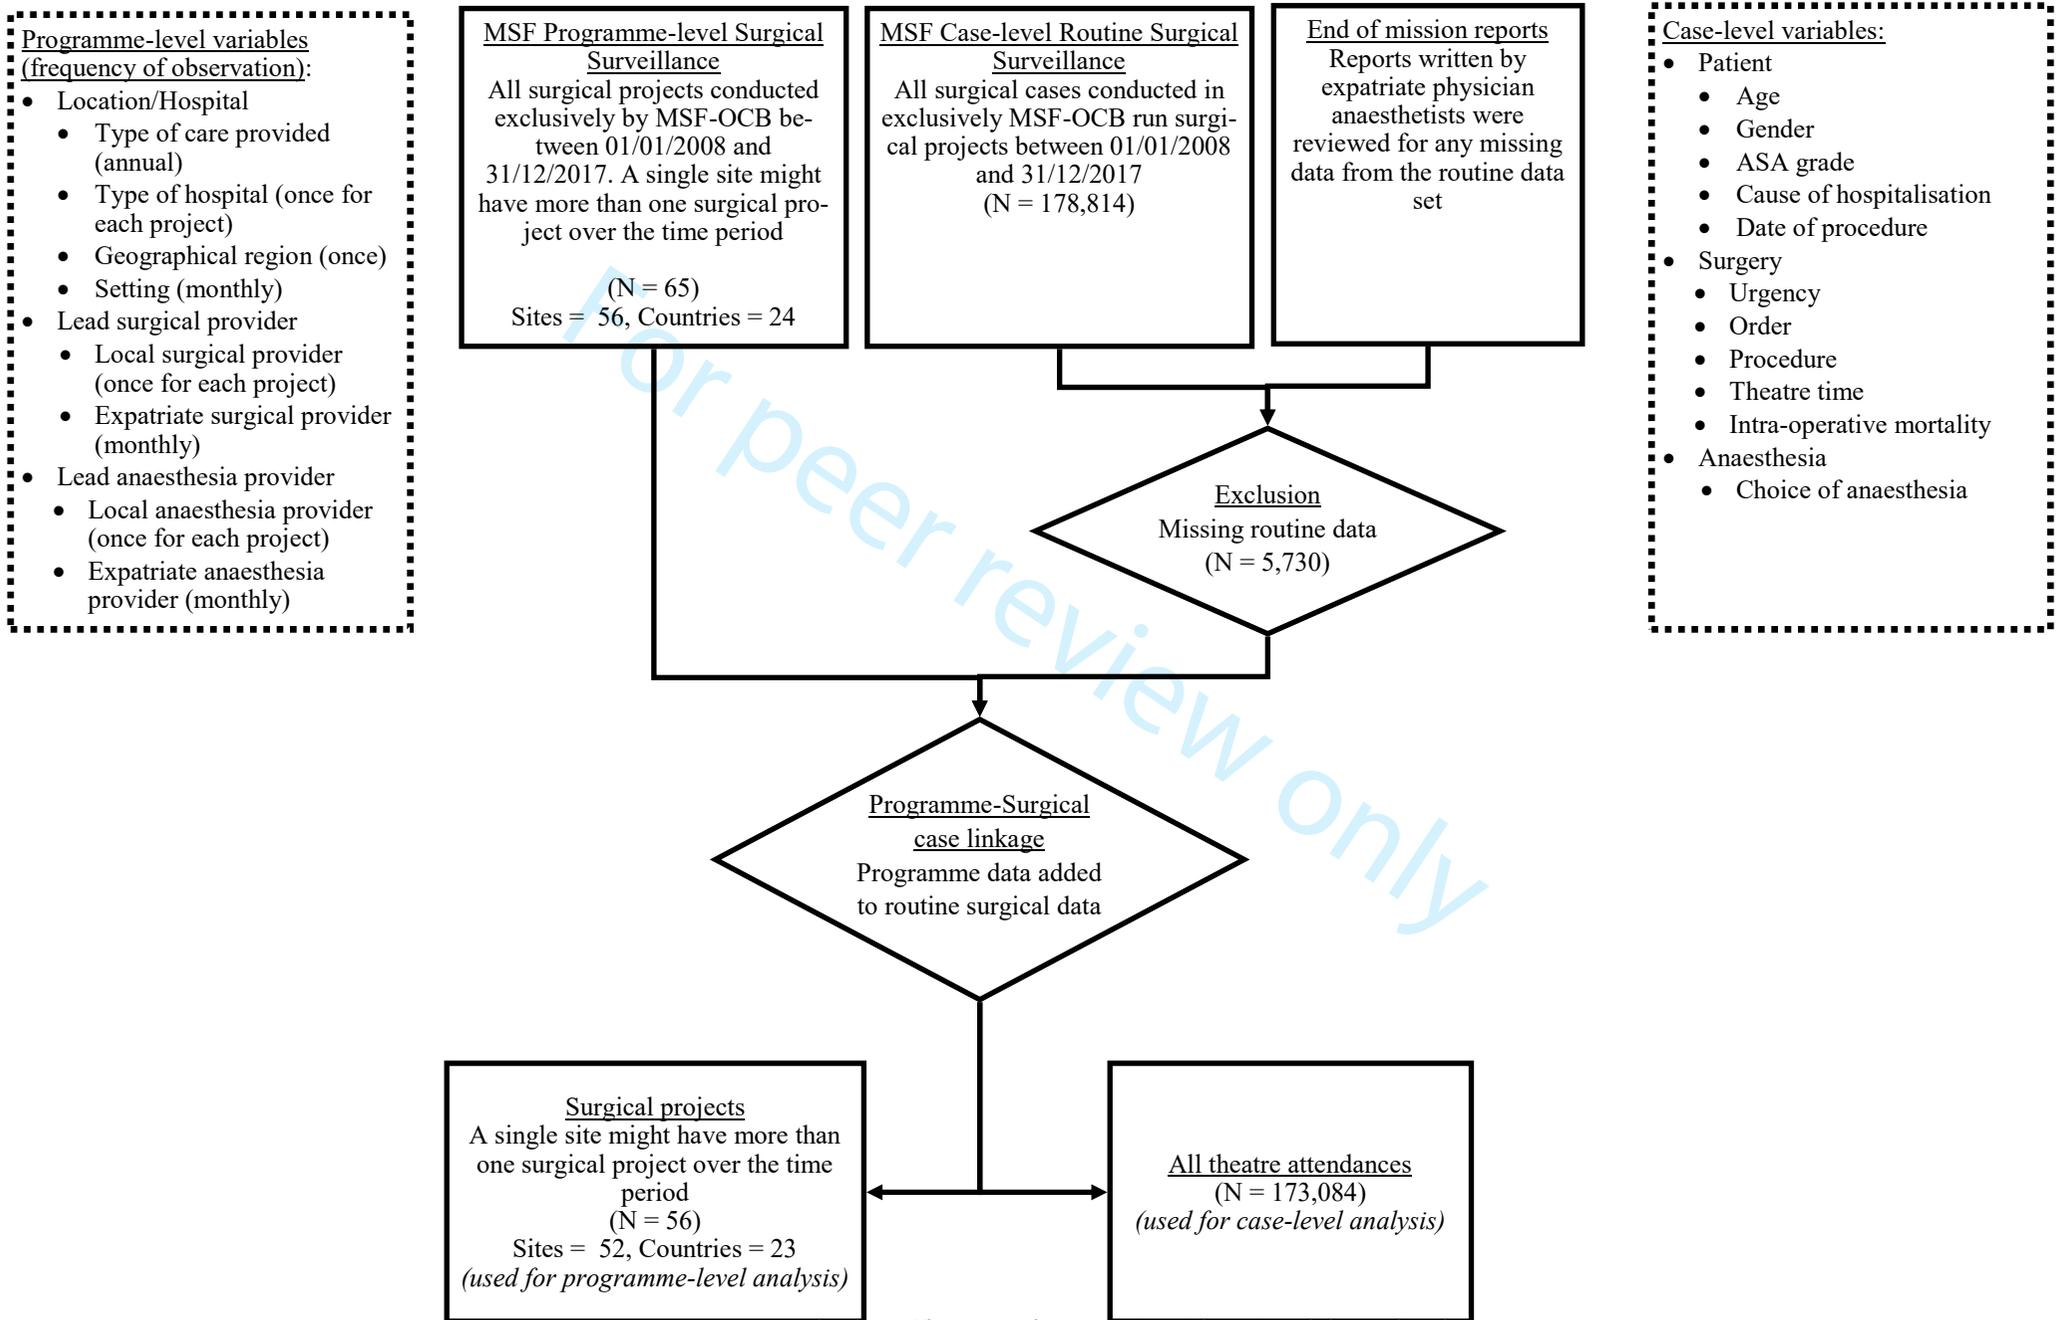 Programme-level variables
(frequency of observation):
• Location/Hospital
• Type of care provided
(annual)
• Type of hospital (once for
each project)
• Geographical region (once)
• Setting (monthly)
• Lead surgical provider
• Local surgical provider
(once for each project)
• Expatriate surgical provider
(monthly)
• Lead anaesthesia provider
• Local anaesthesia provider
(once for each project)
• Expatriate anaesthesia
provider (monthly)
MSF Programme-level Surgical
Surveillance
All surgical projects conducted
exclusively by MSF-OCB be-
tween 01/01/2008 and
31/12/2017. A single site might
have more than one surgical pro-
ject over the time period
(N = 65)
Sites = 56, Countries = 24
MSF Case-level Routine Surgical
Surveillance
All surgical cases conducted in
exclusively MSF-OCB run surgi-
cal projects between 01/01/2008
and 31/12/2017
(N = 178,814)
End of mission reports
Reports written by
expatriate physician
anaesthetists were
reviewed for any missing
data from the routine data
set
Case-level variables:
• Patient
• Age
• Gender
• ASA grade
• Cause of hospitalisation
• Date of procedure
• Surgery
• Urgency
• Order
• Procedure
• Theatre time
• Intra-operative mortality
• Anaesthesia
• Choice of anaesthesia
Exclusion
Missing routine data
(N = 5,730)
For peer review only
Programme-Surgical
case linkage
Programme data added
to routine surgical data
Surgical projects
A single site might have more than
one surgical project over the time
period
(N = 56)
Sites = 52, Countries = 23
(used for programme-level analysis)
All theatre attendances
(N = 173,084)
(used for case-level analysis)